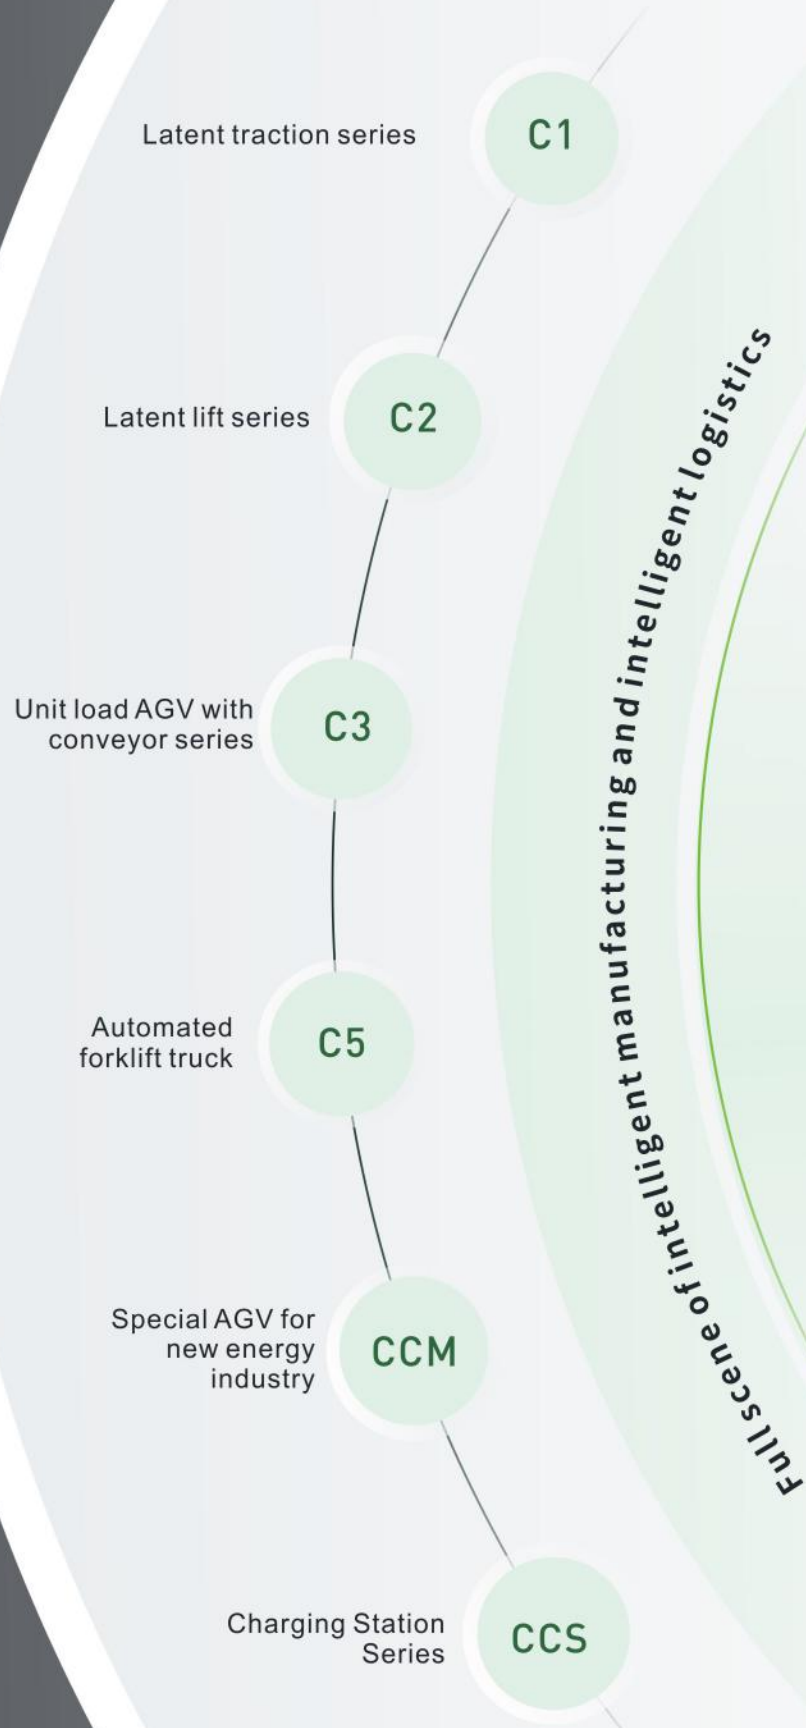 Latent traction series
C1
Latent lift series
C2
Unit load AGV with
conveyor series
C3
Automated
forklift truck
C5
Special AGV for
new energy
industry
CCM
Charging Station
Series
CCS
Full scene of intelligent manufacturing and intelligent logistics